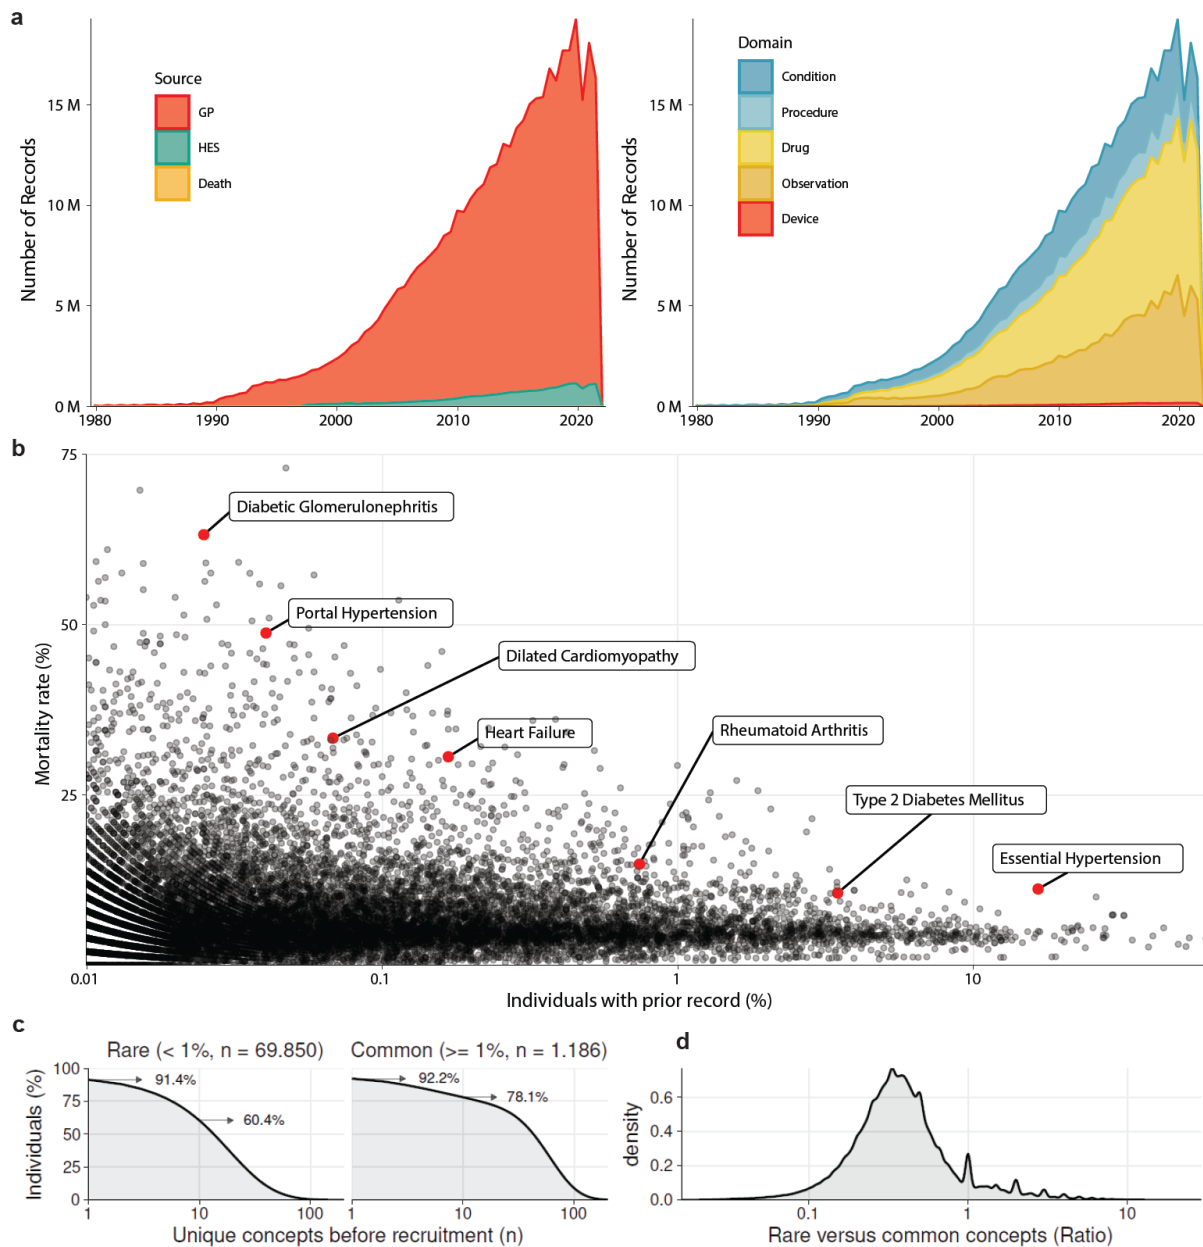 a
Number of Records
15 M
10 M
5 M
0 M
1980
1990
2000
2010
2020
Source
GP
HES
Death
Number of Records
15 M
10 M
5 M
0 M
1980
1990
2000
2010
2020
Domain
Condition
Procedure
Drug
Observation
Device
b
Mortality rate (%)
75
50
25
Diabetic Glomerulonephritis
Portal Hypertension
Dilated Cardiomyopathy
Heart Failure
Rheumatoid Arthritis
Type 2 Diabetes Mellitus
Essential Hypertension
0.01
0.1
1
10
Individuals with prior record (%)
c
Rare (< 1%, n = 69.850)
Common (>= 1%, n = 1.186)
Individuals (%)
100
75
50
25
0
91.4%
60.4%
92.2%
78.1%
1
10
100
1
10
100
Unique concepts before recruitment (n)
d
density
0.6
0.4
0.2
0.0
0.1
1
10
Rare versus common concepts (Ratio)